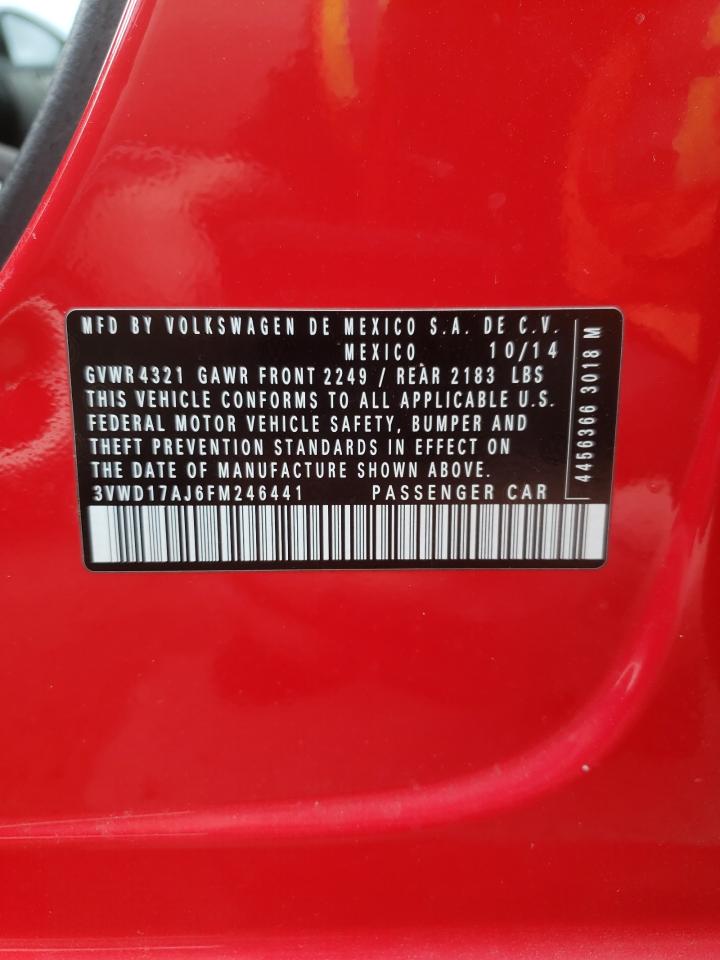 MFD BY VOLKSWAGEN DE MEXICO S.A. DE C.V.
MEXICO 10/14
GVWR 4321 GAWR FRONT 2249 / REAR 2183 LBS
THIS VEHICLE CONFORMS TO ALL APPLICABLE U.S.
FEDERAL MOTOR VEHICLE SAFETY, BUMPER AND
THEFT PREVENTION STANDARDS IN EFFECT ON
THE DATE OF MANUFACTURE SHOWN ABOVE.
3VWD17AJ6FM246441 PASSENGER CAR
4456366 3018 M